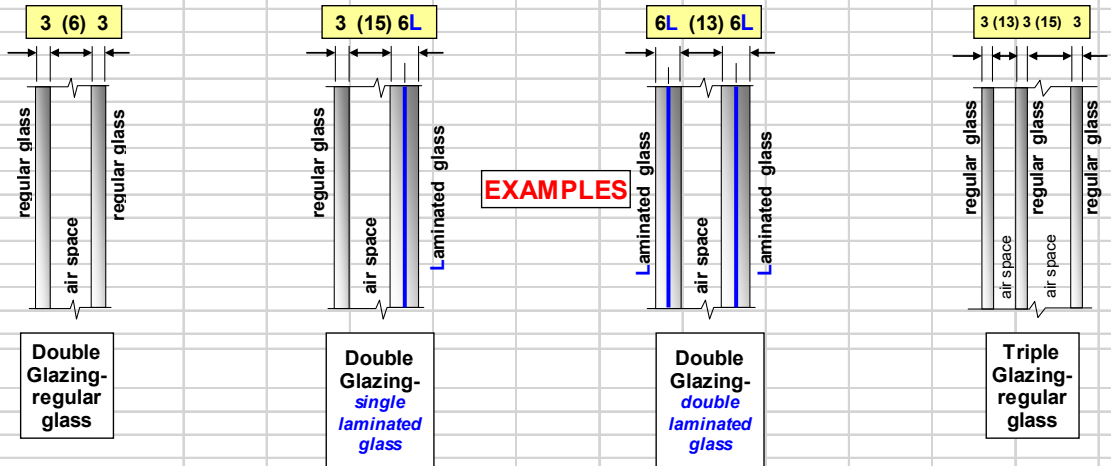 3 (6) 3
regular glass
air space
regular glass
Double
Glazing-
regular
glass
3 (15) 6L
regular glass
air space
Laminated glass
Double
Glazing-
single
laminated
glass
EXAMPLES
6L (13) 6L
Laminated glass
air space
Laminated glass
Double
Glazing-
double
laminated
glass
3 (13) 3 (15) 3
regular glass
air space
regular glass
air space
regular glass
Triple
Glazing-
regular
glass